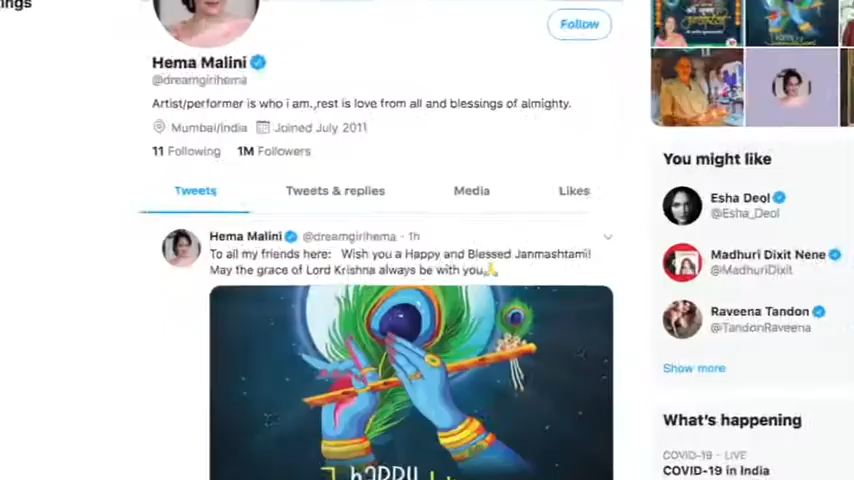 ings
Follow
Hema Malini
@dreamgirlhema
Artist/performer is who i am.,rest is love from all and blessings of almighty.
Mumbai/India Joined July 2011
11 Following 1M Followers
Tweets Tweets & replies Media Likes
Hema Malini @dreamgirlhema · 1h
To all my friends here: Wish you a Happy and Blessed Janmashtami!
May the grace of Lord Krishna always be with you
HAPPY
You might like
Esha Deol
@Esha_Deol
Madhuri Dixit Nene
@MadhuriDixit
Raveena Tandon
@TandonRaveena
Show more
What's happening
COVID-19 · LIVE
COVID-19 in India